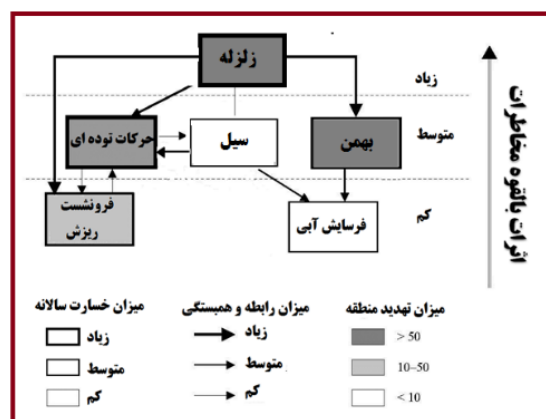 زلزله
زیاد
حرکات توده ای
سیل
بهمن
متوسط
فرونشست
ریزش
فرسایش آبی
کم
اثرات بالقوه مخاطرات
میزان تهدید منطقه
> 50
10–50
< 10
میزان رابطه و همبستگی
زیاد
متوسط
کم
میزان خسارت سالانه
زیاد
متوسط
کم